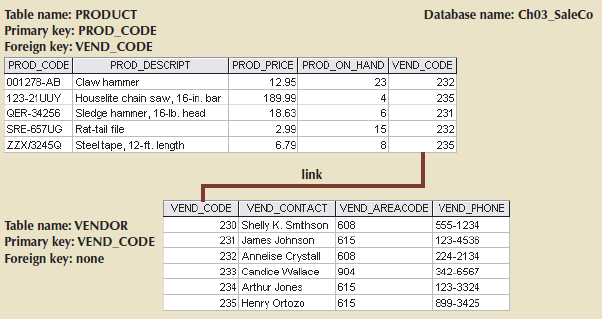 Table name: PRODUCT
Database name: Ch03_SaleCo
Primary key: PROD_CODE
Foreign key: VEND_CODE
PROD_CODE PROD_DESCRIPT PROD_PRICE PROD_ON_HAND VEND_CODE
001278-AB Claw hammer 12.95 23 232
123-21UUY Houselite chain saw, 16-in. bar 189.99 4 235
QER-34256 Sledge hammer, 16-lb. head 18.63 6 231
SRE-657UG Rat-tail file 2.99 15 232
ZZX/3245Q Steel tape, 12-ft. length 6.79 8 235
link
Table name: VENDOR
Primary key: VEND_CODE
Foreign key: none
VEND_CODE VEND_CONTACT VEND_AREACODE VEND_PHONE
230 Shelly K. Smithson 608 555-1234
231 James Johnson 615 123-4536
232 Annelise Crystall 608 224-2134
233 Candice Wallace 904 342-6567
234 Arthur Jones 615 123-3324
235 Henry Ortozo 615 899-3425